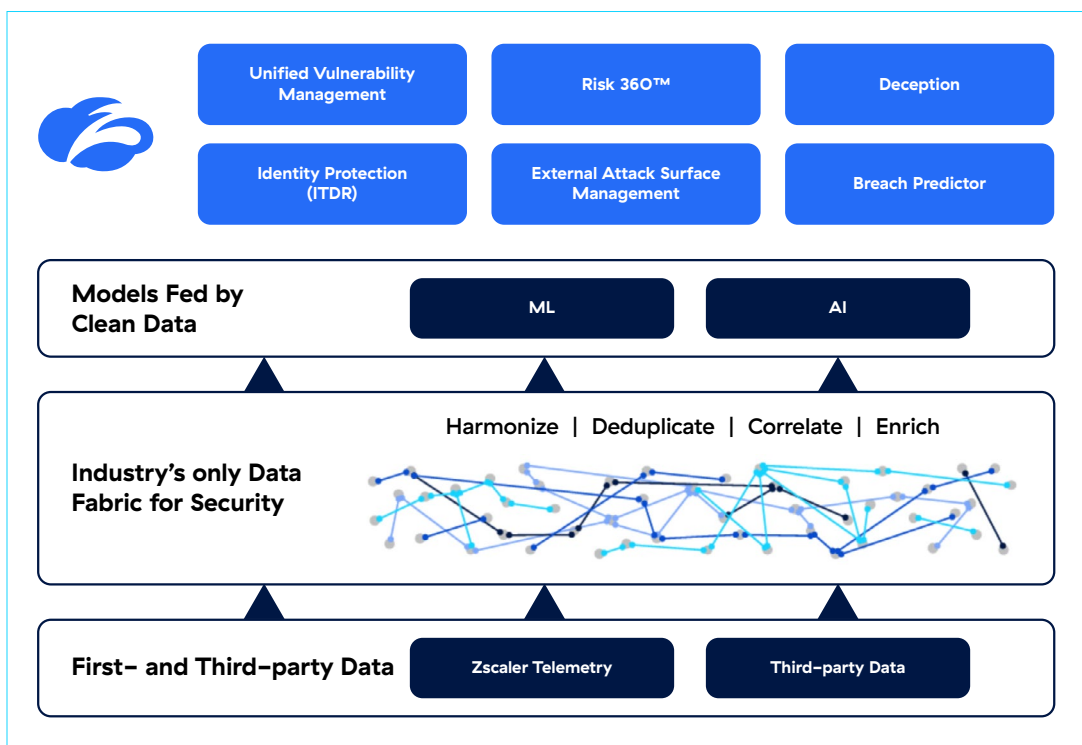 Unified Vulnerability
Management
Risk 360™
Deception
Identity Protection
(ITDR)
External Attack Surface
Management
Breach Predictor
Models Fed by
Clean Data
ML
AI
Harmonize | Deduplicate | Correlate | Enrich
Industry's only Data
Fabric for Security
First- and Third-party Data
Zscaler Telemetry
Third-party Data